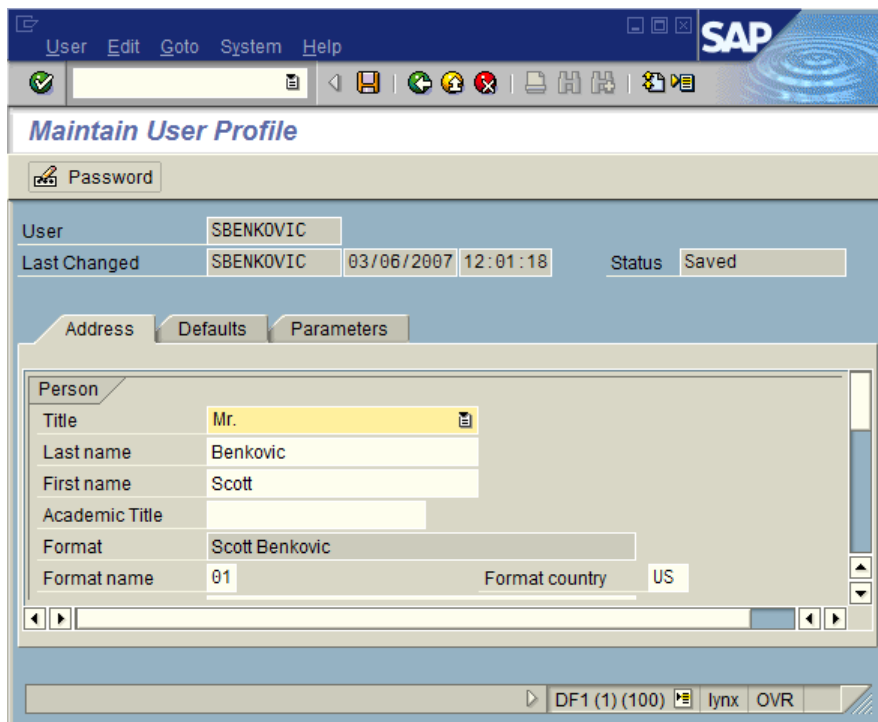 User Edit Goto System Help
SAP
Maintain User Profile
Password
User SBENKOVIC
Last Changed SBENKOVIC 03/06/2007 12:01:18 Status Saved
Address Defaults Parameters
Person
Title Mr.
Last name Benkovic
First name Scott
Academic Title
Format Scott Benkovic
Format name 01 Format country US
DF1 (1) (100) lynx OVR